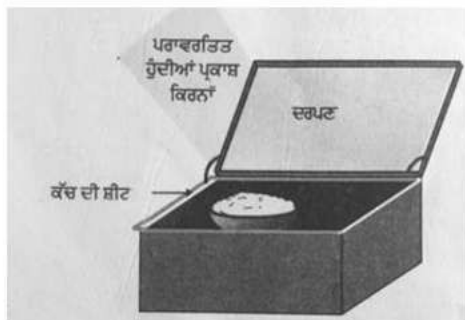 ਪਰਾਵਰਤਿਤ
ਹੁੰਦੀਆਂ ਪ੍ਰਕਾਸ਼
ਕਿਰਨਾਂ
ਦਰਪਣ
ਕੱਚ ਦੀ ਸ਼ੀਟ